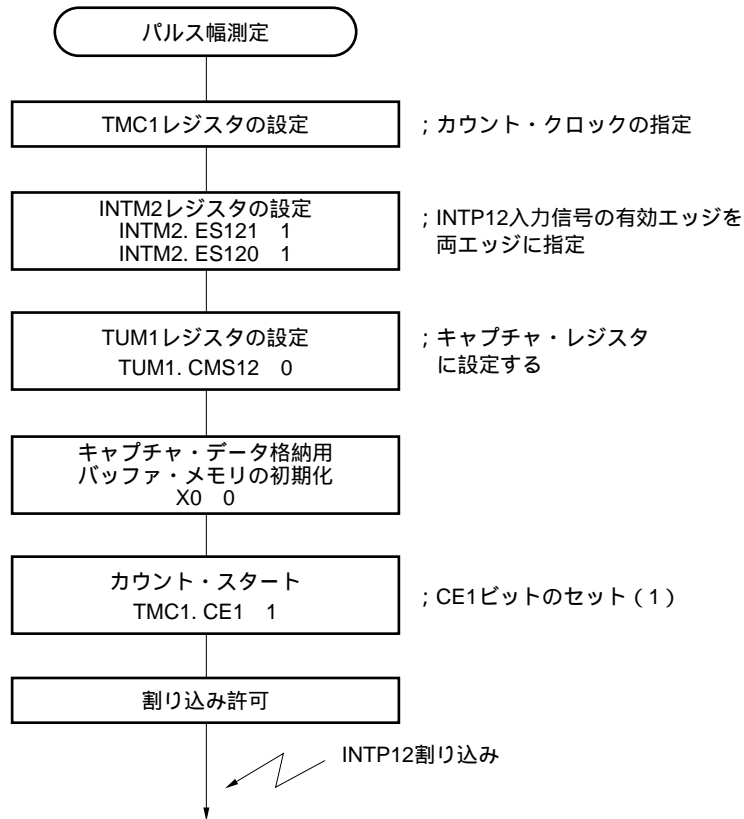 パルス幅測定
TMC1レジスタの設定
；カウント・クロックの指定
INTM2レジスタの設定
INTM2. ES121 1
INTM2. ES120 1
；INTP12入力信号の有効エッジを
両エッジに指定
TUM1レジスタの設定
TUM1. CMS12 0
；キャプチャ・レジスタ
に設定する
キャプチャ・データ格納用
バッファ・メモリの初期化
X0 0
カウント・スタート
TMC1. CE1 1
；CE1ビットのセット（1）
割り込み許可
INTP12割り込み